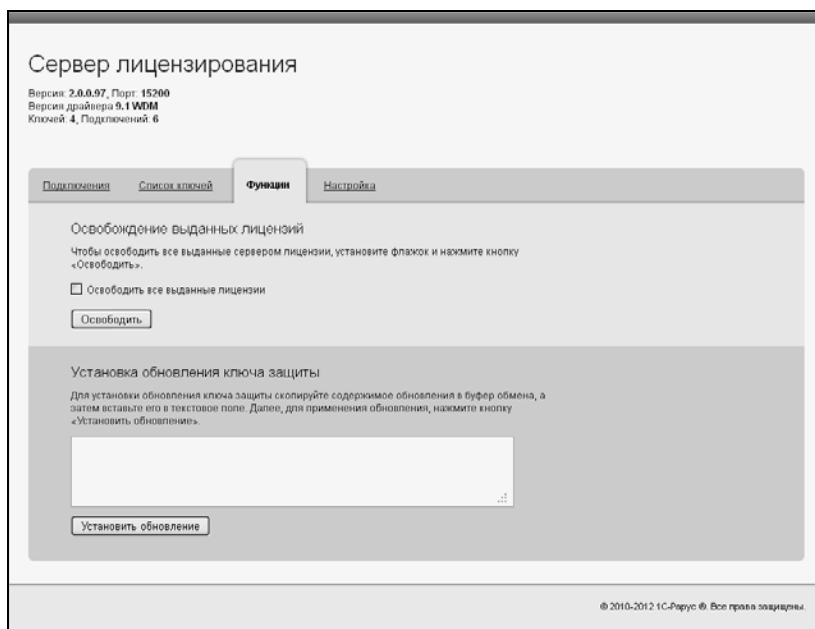 Сервер лицензирования
Версия: 2.0.0.97, Порт: 15200
Версия драйвера 9.1 WDM
Ключей: 4, Подключений: 6
Подключения Список ключей Функции Настройка
Освобождение выданных лицензий
Чтобы освободить все выданные сервером лицензии, установите флажок и нажмите кнопку
«Освободить».
Освободить все выданные лицензии
Освободить
Установка обновления ключа защиты
Для установки обновления ключа защиты скопируйте содержимое обновления в буфер обмена, а
затем вставьте его в текстовое поле. Далее, для применения обновления, нажмите кнопку
«Установить обновление».
Установить обновление
© 2010-2012 1С-Рарус ®. Все права защищены.